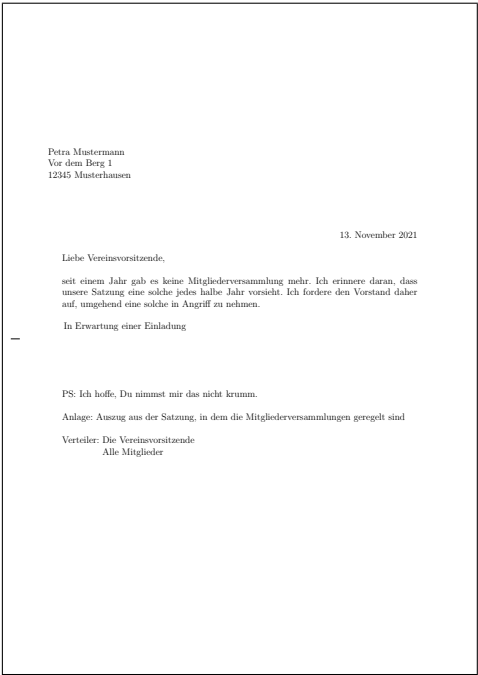 Petra Mustermann
Vor dem Berg 1
12345 Musterhausen
13. November 2021
Liebe Vereinsvorsitzende,
seit einem Jahr gab es keine Mitgliederversammlung mehr. Ich erinnere daran, dass
unsere Satzung eine solche jedes halbe Jahr vorsieht. Ich fordere den Vorstand daher
auf, umgehend eine solche in Angriff zu nehmen.
In Erwartung einer Einladung
PS: Ich hoffe, Du nimmst mir das nicht krumm.
Anlage: Auszug aus der Satzung, in dem die Mitgliederversammlungen geregelt sind
Verteiler: Die Vereinsvorsitzende
Alle Mitglieder